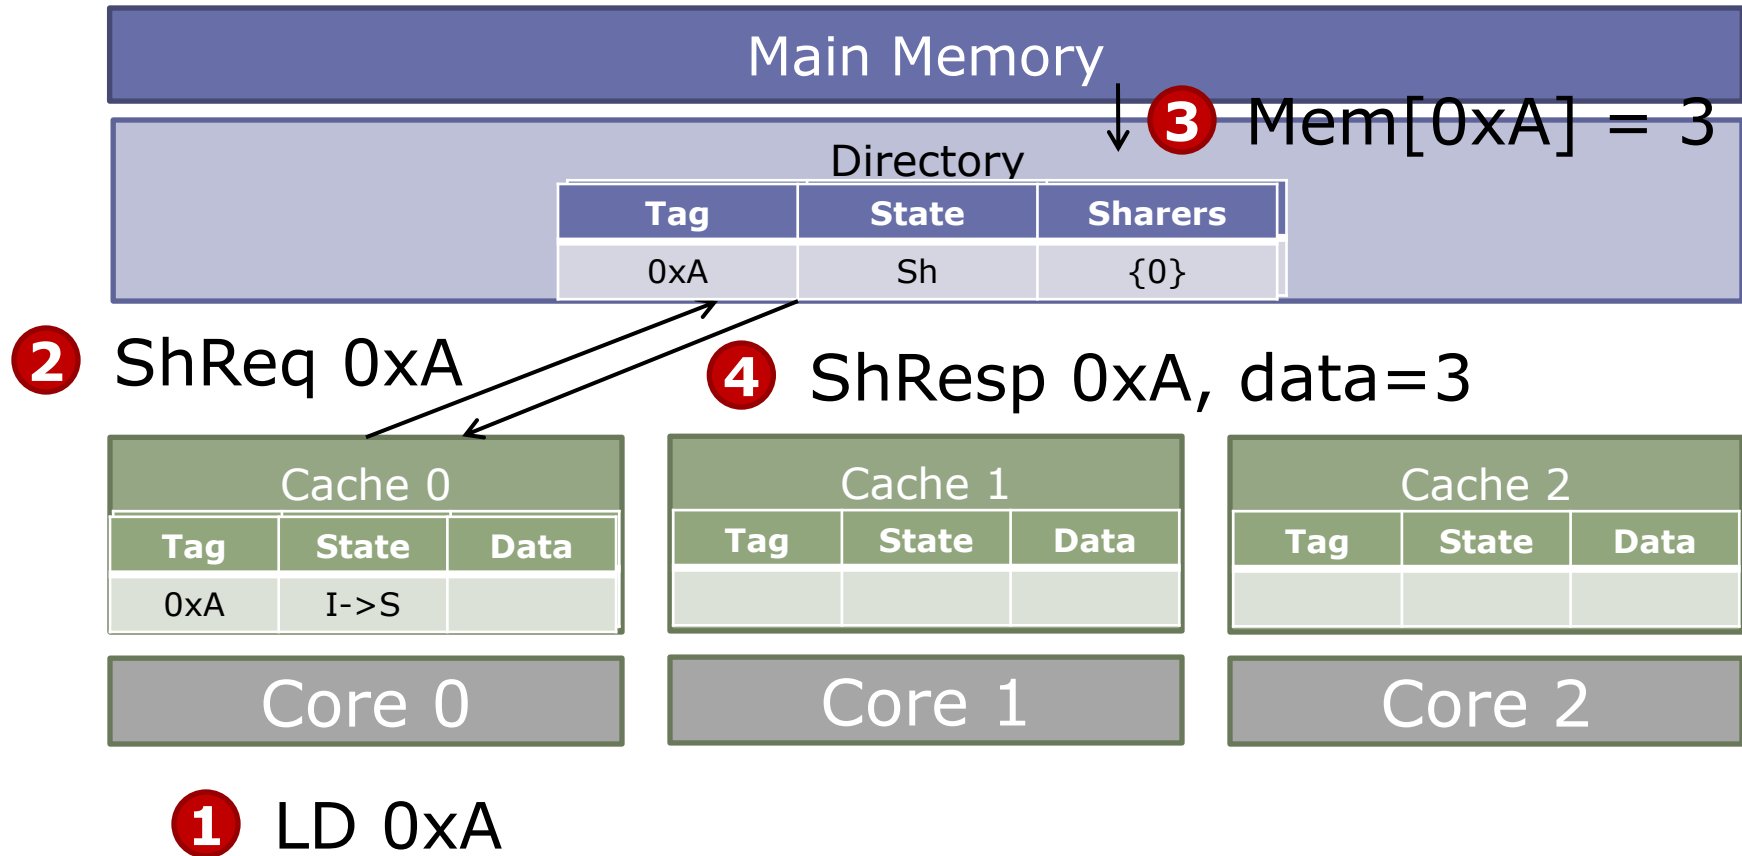 Main Memory
3 Mem[0xA] = 3
Directory
Tag State Sharers
0xA Sh {0}
2 ShReq 0xA
4 ShResp 0xA, data=3
Cache 0 Cache 1 Cache 2
Tag State Data Tag State Data Tag State Data
0xA I->S
Core 0 Core 1 Core 2
1 LD 0xA